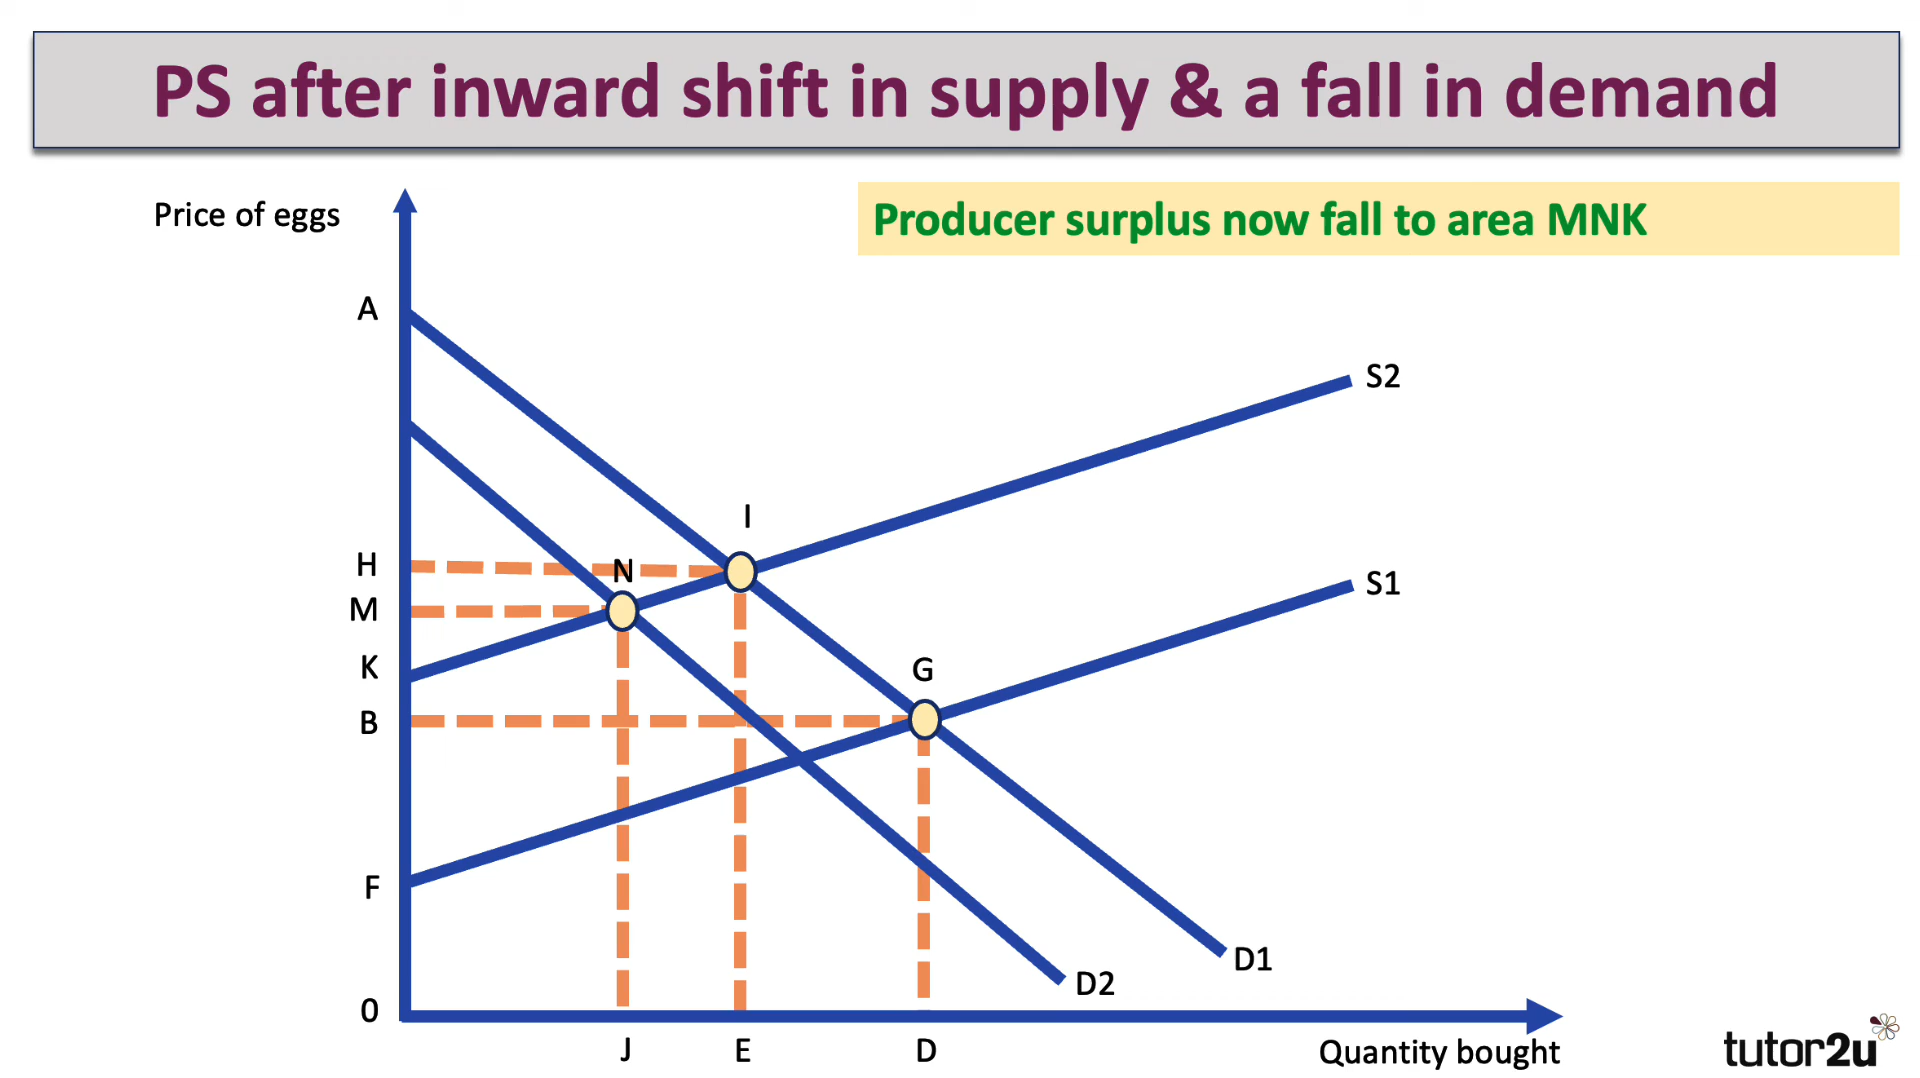 PS after inward shift in supply & a fall in demand
Price of eggs
Producer surplus now fall to area MNK
A
S2
I
H
N
S1
M
K
G
B
F
D1
D2
0
J
E
D
Quantity bought
tutor2u